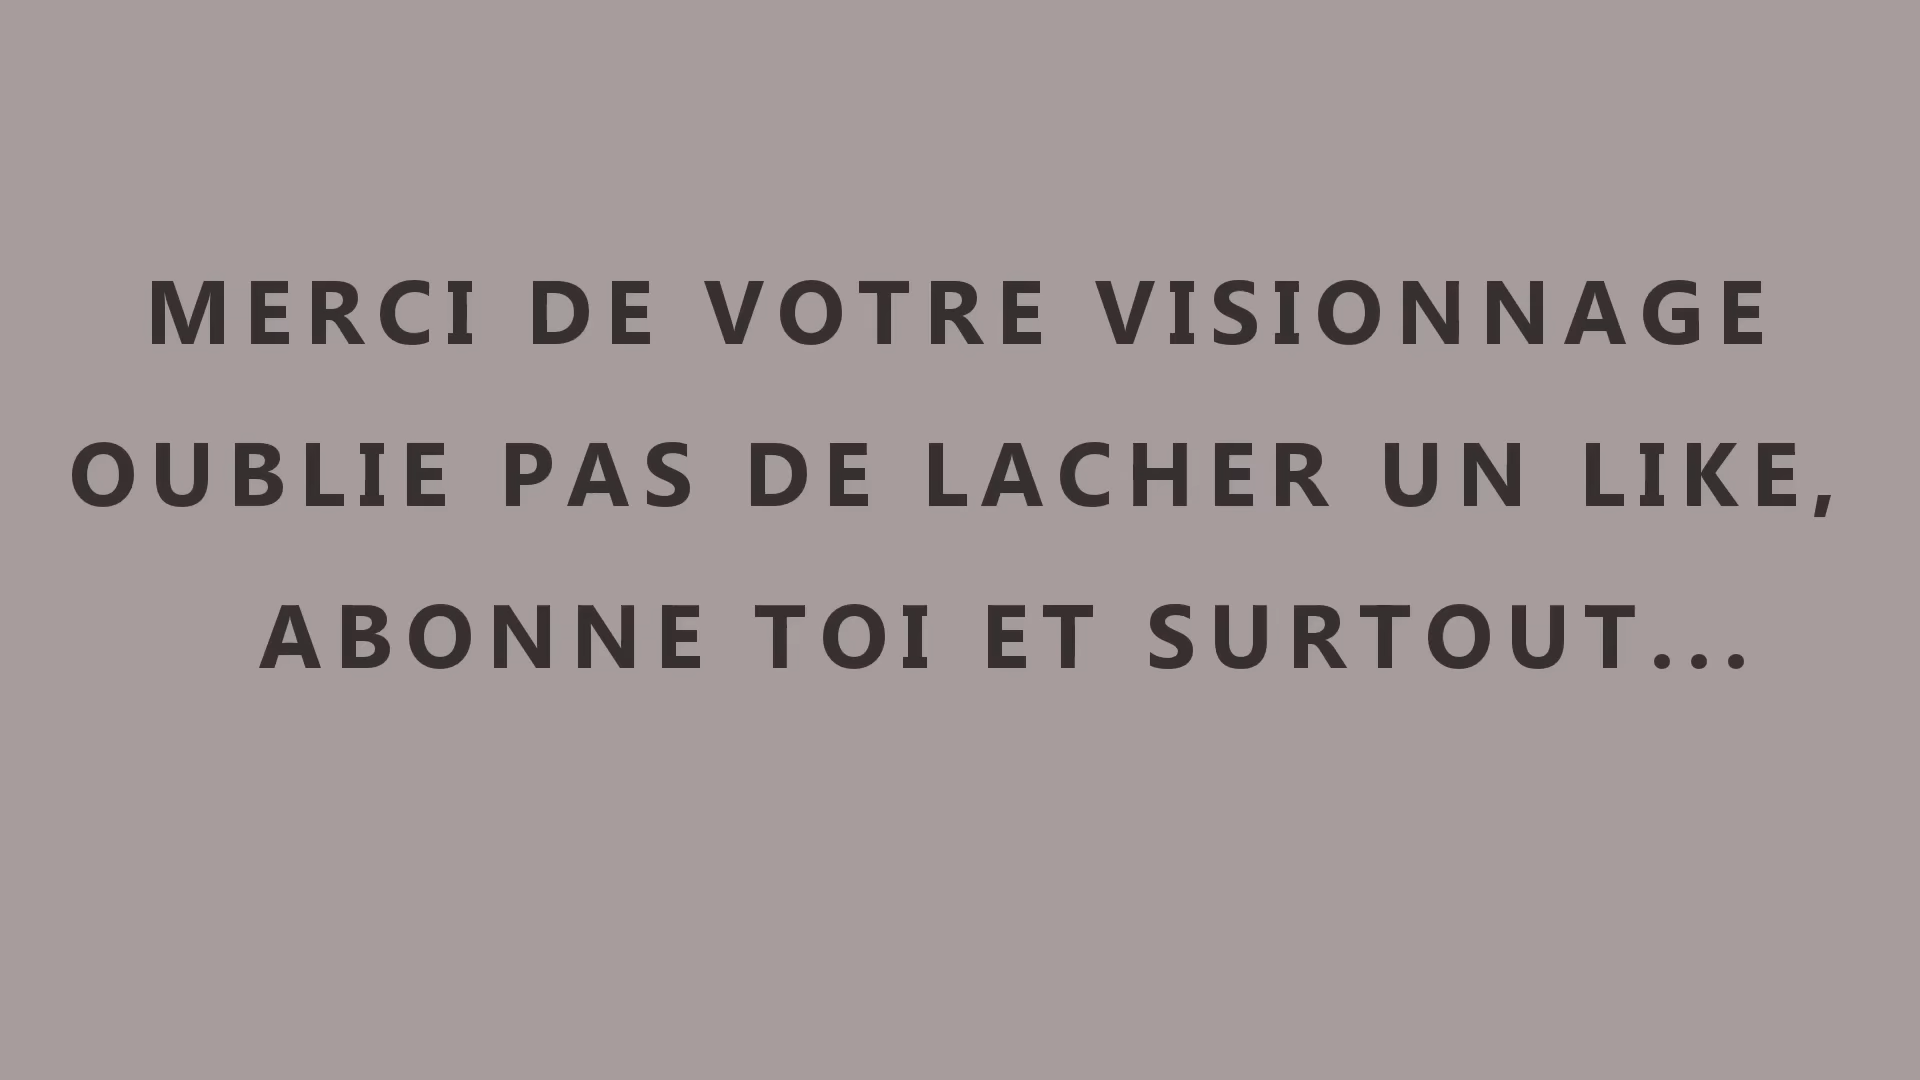 MERCI DE VOTRE VISIONNAGE
OUBLIE PAS DE LACHER UN LIKE,
ABONNE TOI ET SURTOUT...